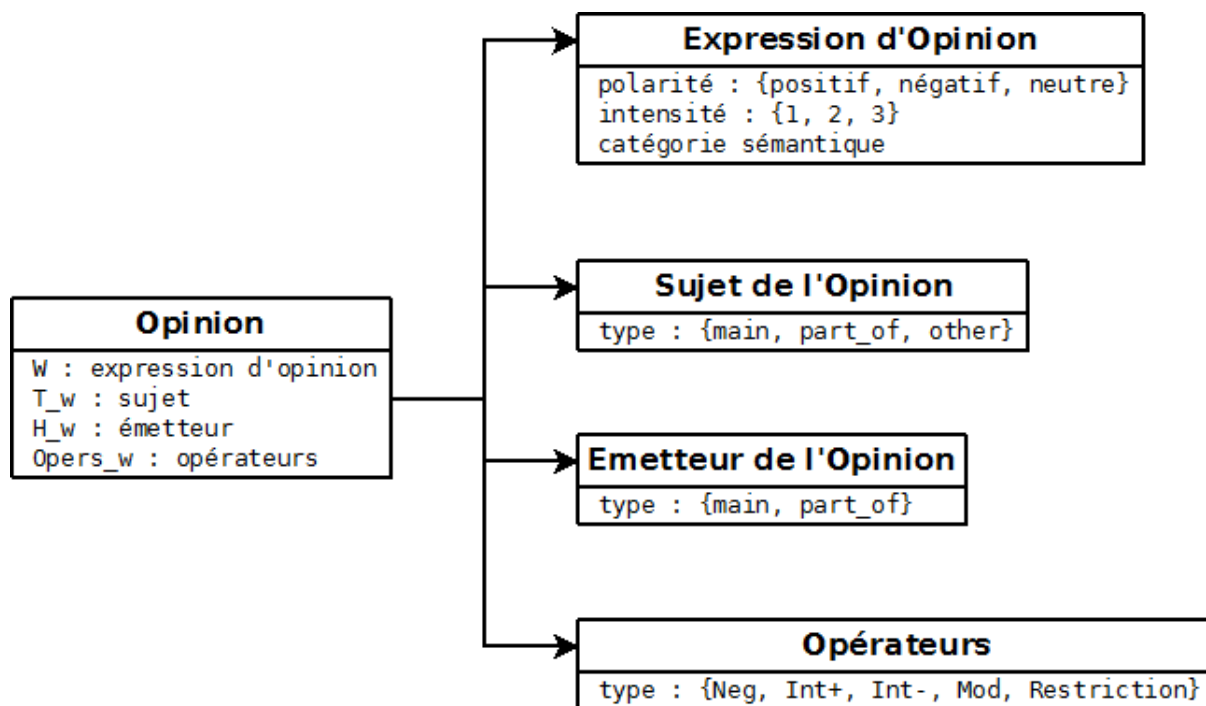 Expression d'Opinion
polarité : {positif, négatif, neutre}
intensité : {1, 2, 3}
catégorie sémantique
Sujet de l'Opinion
type : {main, part_of, other}
Opinion
W : expression d'opinion
T_w : sujet
H_w : émetteur
Opers_w : opérateurs
Emetteur de l'Opinion
type : {main, part_of}
Opérateurs
type : {Neg, Int+, Int-, Mod, Restriction}